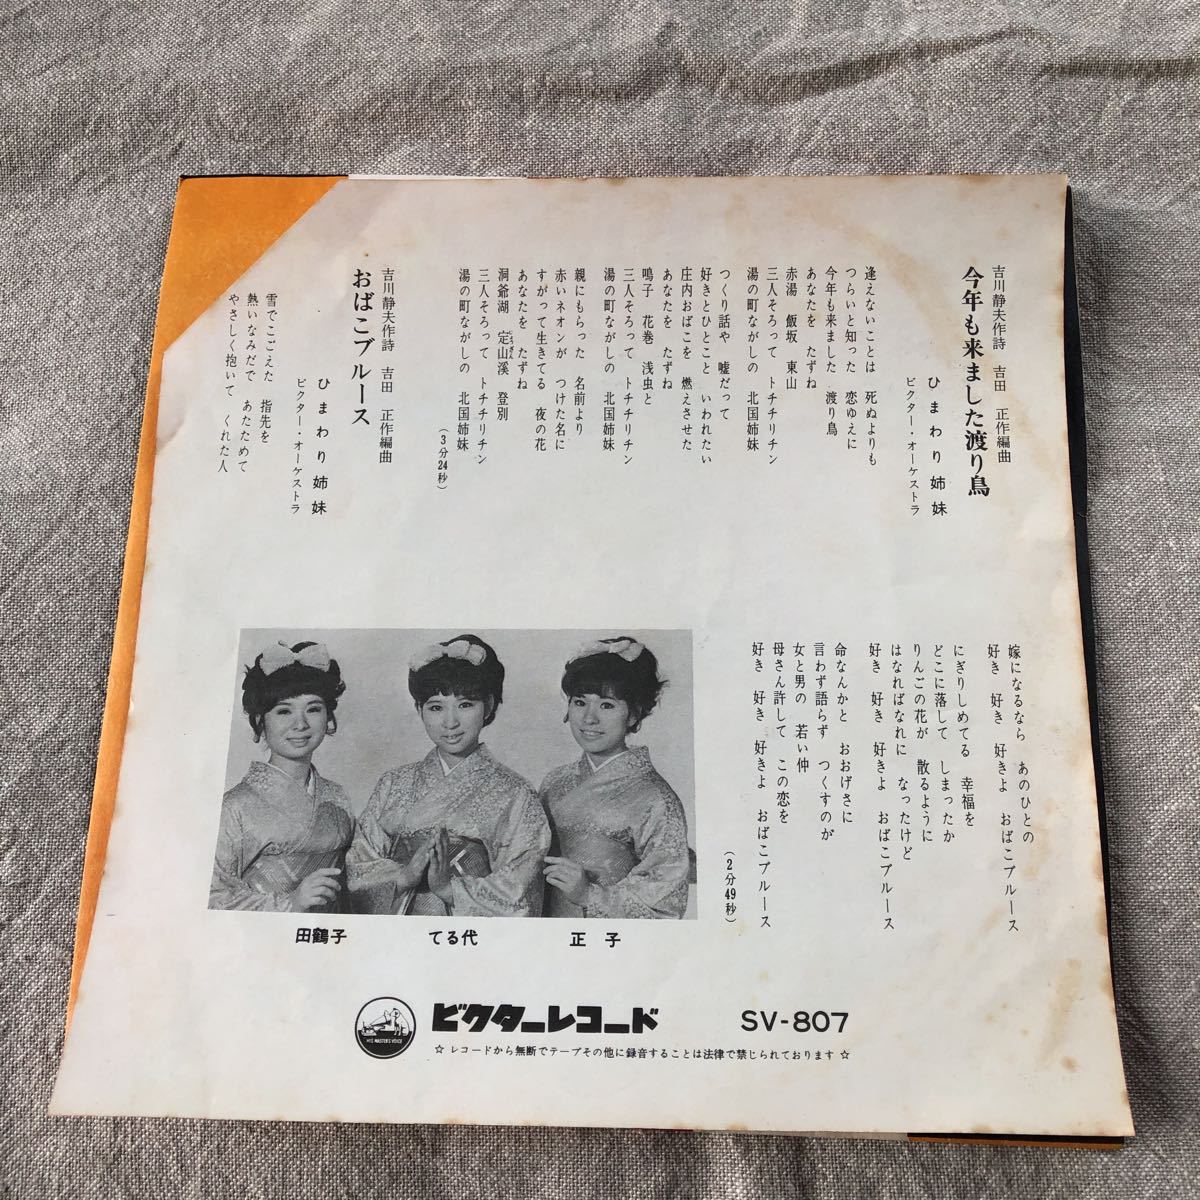 今年も来ました渡り鳥
吉川静夫作詩　吉田　正作編曲
ひまわり姉妹
ビクター・オーケストラ
逢えないことは　死ぬよりも
つらいと知った　恋ゆえに
今年も来ました　渡り鳥
あなたを　たずね
赤湯　飯坂　東山
三人そろって　トチチリチン
湯の町ながしの　北国姉妹
つくり話や　嘘だって
好きとひとこと　いわれたい
庄内おばこを　燃えさせた
あなたを　たずね
鳴子　花巻　浅虫と
三人そろって　トチチリチン
湯の町ながしの　北国姉妹
親にもらった　名前より
赤いネオンが　つけた名に
すがって生きてる　夜の花
あなたを　たずね
洞爺湖　定山溪　登別
三人そろって　トチチリチン
湯の町ながしの　北国姉妹
(3分24秒)
おばこブルース
吉川静夫作詩　吉田　正作編曲
ひまわり姉妹
ビクター・オーケストラ
雪でこごえた　指先を
熱いなみだで　あたためて
やさしく抱いて　くれた人
嫁になるなら　あのひとの
好き　好き　好きよ　おばこブルース
にぎりしめてる　幸福を
どこに落して　しまったか
りんごの花が　散るように
はなればなれに　なったけど
好き　好き　好きよ　おばこブルース
命なんかと　おおげさに
言わず語らず　つくすのが
女と男の　若い仲
母さん許して　この恋を
好き　好き　好きよ　おばこブルース
(2分49秒)
田鶴子　てる代　正子
HIS MASTER'S VOICE
ビクターレコード　SV-807
☆ レコードから無断でテープその他に録音することは法律で禁じられております ☆